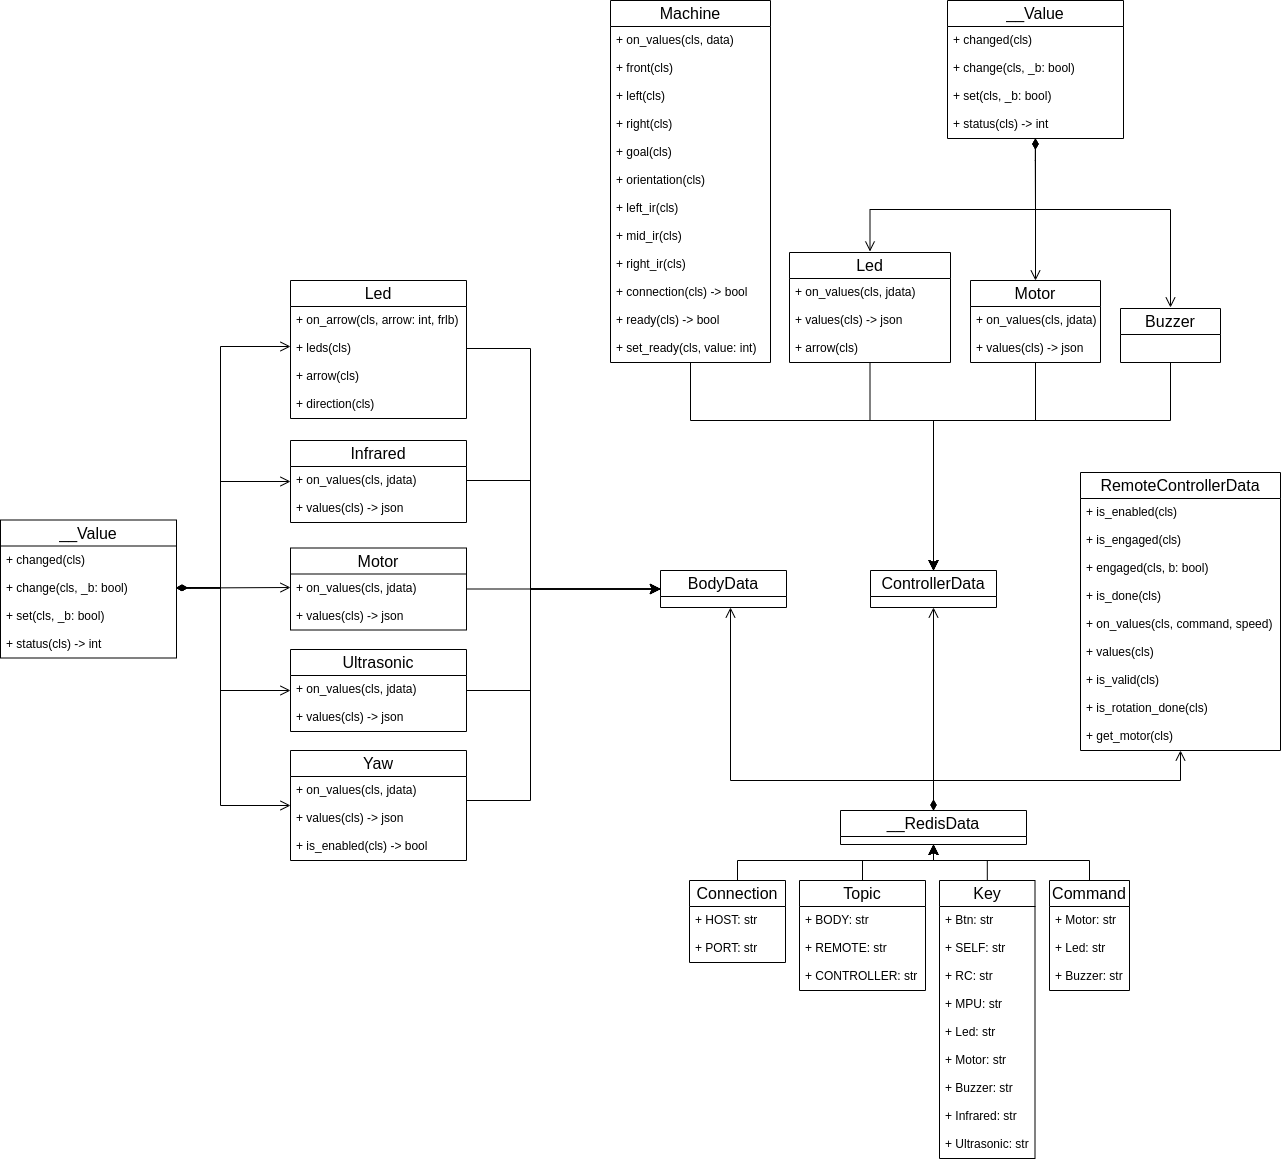 Machine
+ on_values(cls, data)
+ front(cls)
+ left(cls)
+ right(cls)
+ goal(cls)
+ orientation(cls)
+ left_ir(cls)
+ mid_ir(cls)
+ right_ir(cls)
+ connection(cls) -> bool
+ ready(cls) -> bool
+ set_ready(cls, value: int)
__Value
+ changed(cls)
+ change(cls, _b: bool)
+ set(cls, _b: bool)
+ status(cls) -> int
Led
+ on_values(cls, jdata)
+ values(cls) -> json
+ arrow(cls)
Motor
+ on_values(cls, jdata)
+ values(cls) -> json
Buzzer
Led
+ on_arrow(cls, arrow: int, frlb)
+ leds(cls)
+ arrow(cls)
+ direction(cls)
Infrared
+ on_values(cls, jdata)
+ values(cls) -> json
__Value
+ changed(cls)
+ change(cls, _b: bool)
+ set(cls, _b: bool)
+ status(cls) -> int
Motor
+ on_values(cls, jdata)
+ values(cls) -> json
Ultrasonic
+ on_values(cls, jdata)
+ values(cls) -> json
Yaw
+ on_values(cls, jdata)
+ values(cls) -> json
+ is_enabled(cls) -> bool
BodyData
ControllerData
RemoteControllerData
+ is_enabled(cls)
+ is_engaged(cls)
+ engaged(cls, b: bool)
+ is_done(cls)
+ on_values(cls, command, speed)
+ values(cls)
+ is_valid(cls)
+ is_rotation_done(cls)
+ get_motor(cls)
__RedisData
Connection
+ HOST: str
+ PORT: str
Topic
+ BODY: str
+ REMOTE: str
+ CONTROLLER: str
Key
+ Btn: str
+ SELF: str
+ RC: str
+ MPU: str
+ Led: str
+ Motor: str
+ Buzzer: str
+ Infrared: str
+ Ultrasonic: str
Command
+ Motor: str
+ Led: str
+ Buzzer: str